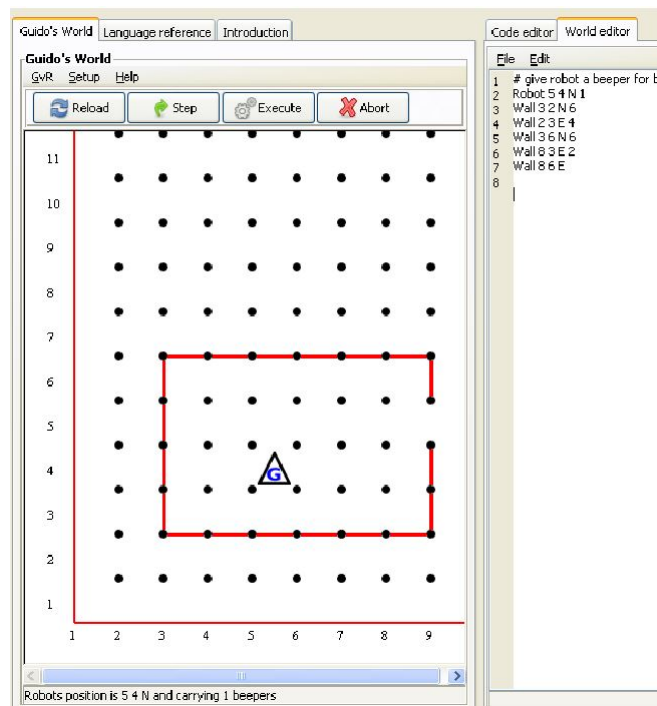 Guido's World Language reference Introduction
Guido's World
GvR Setup Help
Reload Step Execute Abort
11
10
9
8
7
6
5
4
G
3
2
1
1 2 3 4 5 6 7 8 9
Robots position is 5 4 N and carrying 1 beepers
Code editor World editor
File Edit
1 # give robot a beeper for
2 Robot 5 4 N 1
3 Wall 3 2 N 6
4 Wall 2 3 E 4
5 Wall 3 6 N 6
6 Wall 8 3 E 2
7 Wall 8 6 E
8